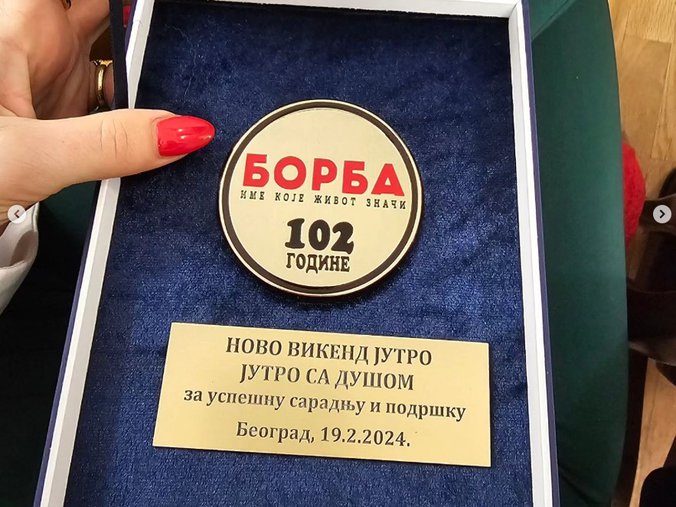 БОРБА
ИМЕ КОЈЕ ЖИВОТ ЗНАЧИ
102
ГОДИНЕ
НОВО ВИКЕНД ЈУТРО
ЈУТРО СА ДУШОМ
за успешну сарадњу и подршку
Београд, 19.2.2024.